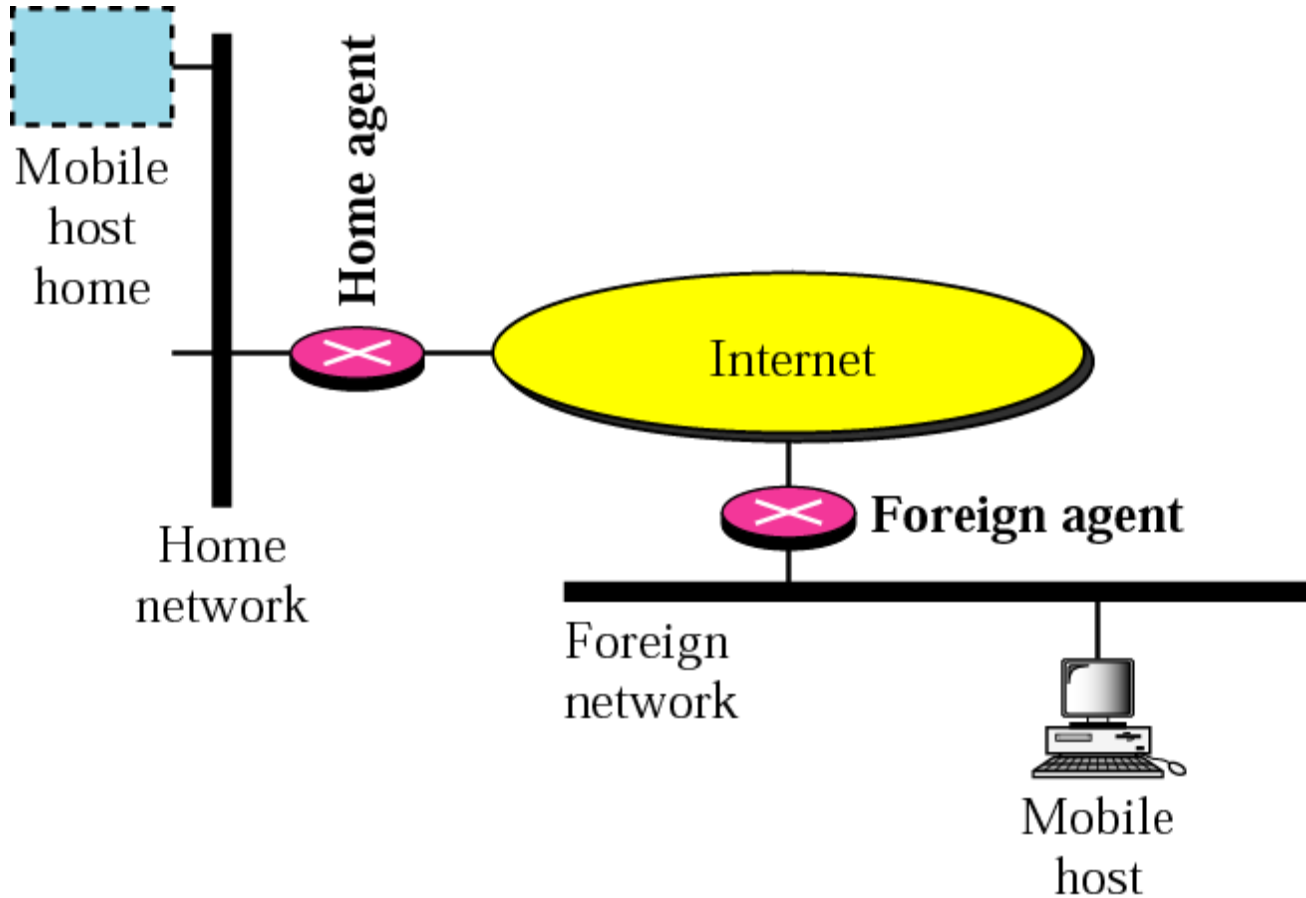 Mobile
host
home
Home agent
Internet
Home
network
Foreign agent
Foreign
network
Mobile
host